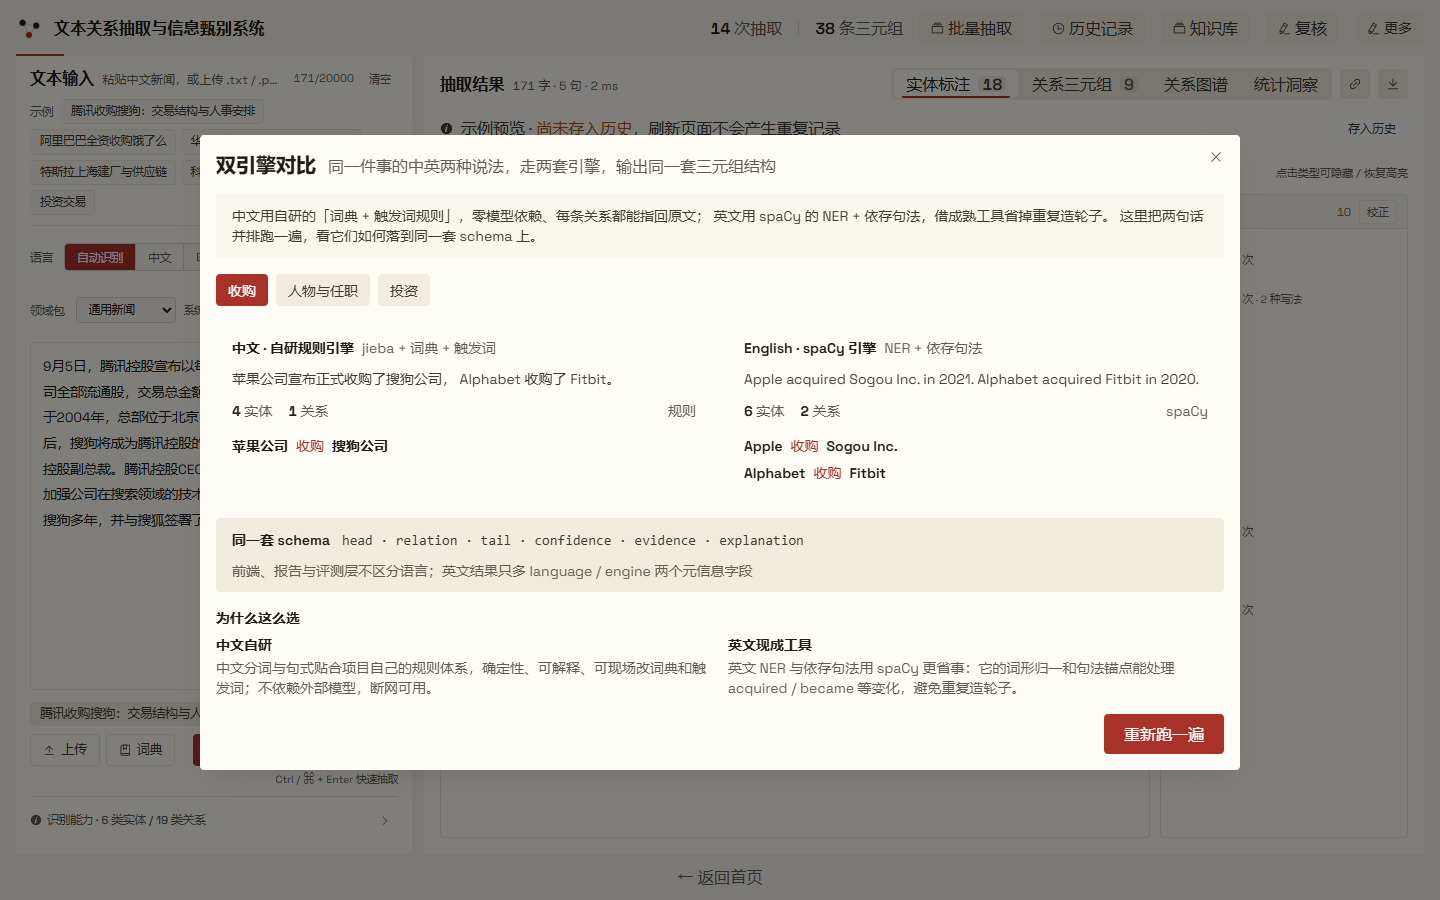 文本关系抽取与信息甄别系统
14 次抽取
38 条三元组
批量抽取
历史记录
知识库
复核
更多
文本输入 粘贴中文新闻，或上传 .txt / .p... 171/20000 清空
示例 腾讯收购搜狗：交易结构与人事安排
阿里巴巴全资收购饿了么
特斯拉上海建厂与供应链
投资交易
语言 自动识别 中文
领域包 通用新闻
9月5日，腾讯控股宣布以每
司全部流通股，交易总金额
于2004年，总部位于北京
后，搜狗将成为腾讯控股的
控股副总裁。腾讯控股CEO
加强公司在搜索领域的技术
搜狗多年，并与搜狐签署了
腾讯收购搜狗：交易结构与人
上传 词典
Ctrl / ⌘ + Enter 快速抽取
识别能力 · 6 类实体 / 19 类关系
抽取结果 171 字 · 5 句 · 2 ms
实体标注 18 关系三元组 9 关系图谱 统计洞察
示例预览 · 尚未存入历史，刷新页面不会产生重复记录
存入历史
点击类型可隐藏 / 恢复高亮
10 校正
次
次 · 2 种写法
次
次
双引擎对比 同一件事的中英两种说法，走两套引擎，输出同一套三元组结构
中文用自研的「词典 + 触发词规则」，零模型依赖、每条关系都能指回原文； 英文用 spaCy 的 NER + 依存句法，借成熟工具省掉重复造轮子。 这里把两句话
并排跑一遍，看它们如何落到同一套 schema 上。
收购 人物与任职 投资
中文 · 自研规则引擎 jieba + 词典 + 触发词
苹果公司宣布正式收购了搜狗公司， Alphabet 收购了 Fitbit。
4 实体 1 关系 规则
苹果公司 收购 搜狗公司
English · spaCy 引擎 NER + 依存句法
Apple acquired Sogou Inc. in 2021. Alphabet acquired Fitbit in 2020.
6 实体 2 关系 spaCy
Apple 收购 Sogou Inc.
Alphabet 收购 Fitbit
同一套 schema head · relation · tail · confidence · evidence · explanation
前端、报告与评测层不区分语言；英文结果只多 language / engine 两个元信息字段
为什么这么选
中文自研
中文分词与句式贴合项目自己的规则体系，确定性、可解释、可现场改词典和触
发词；不依赖外部模型，断网可用。
英文现成工具
英文 NER 与依存句法用 spaCy 更省事：它的词形归一和句法锚点能处理
acquired / became 等变化，避免重复造轮子。
重新跑一遍
← 返回首页